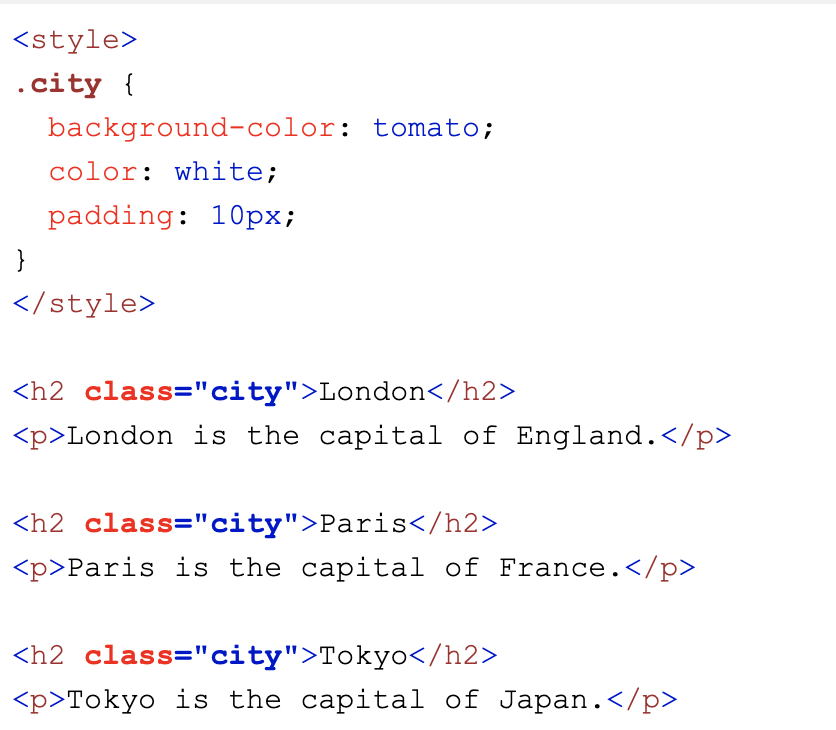 <style>
.city {
  background-color: tomato;
  color: white;
  padding: 10px;
}
</style>

<h2 class="city">London</h2>
<p>London is the capital of England.</p>

<h2 class="city">Paris</h2>
<p>Paris is the capital of France.</p>

<h2 class="city">Tokyo</h2>
<p>Tokyo is the capital of Japan.</p>